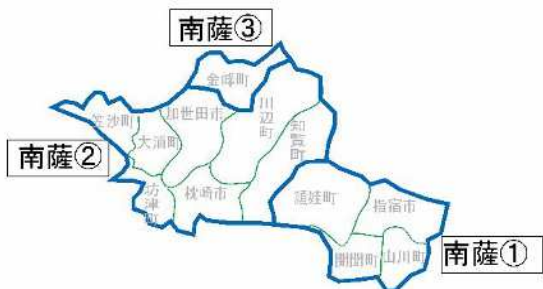 南薩③
金峰町
笠沙町
加世田市
川辺町
知覧町
大浦町
南薩②
坊津町
枕崎市
頴娃町
指宿市
開聞町
山川町
南薩①